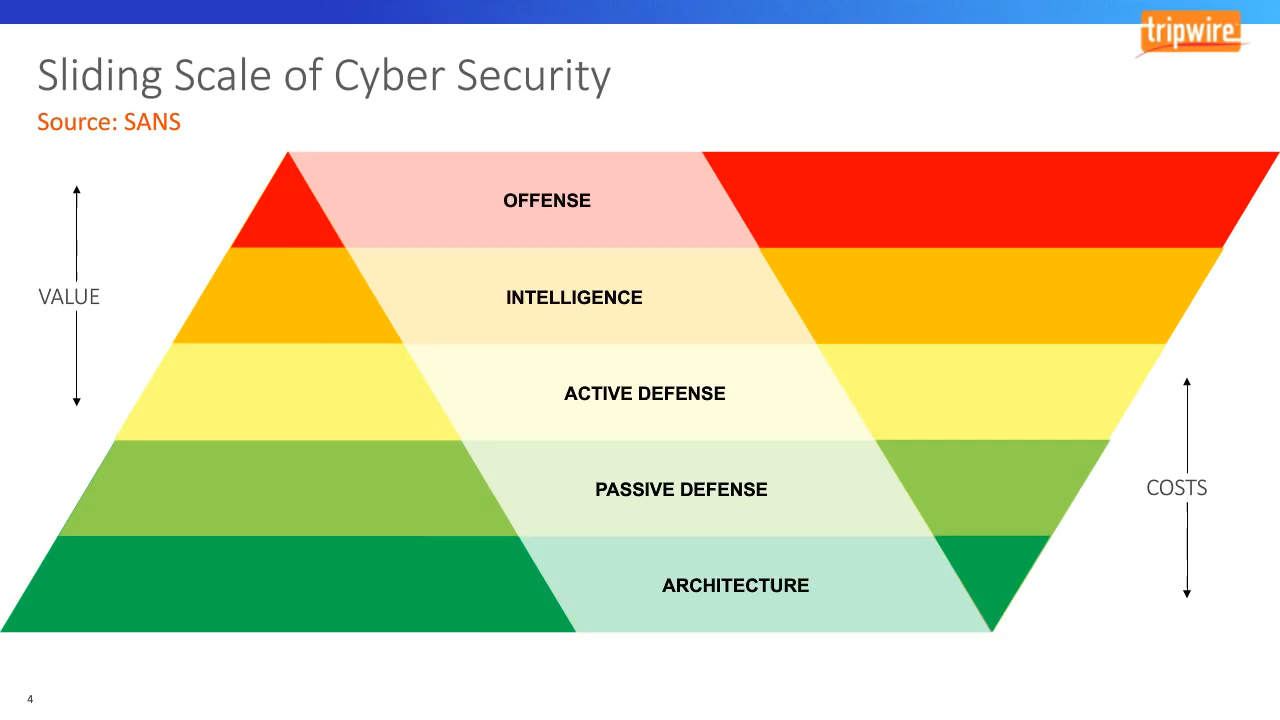 tripwire
Sliding Scale of Cyber Security
Source: SANS
OFFENSE
VALUE
INTELLIGENCE
ACTIVE DEFENSE
PASSIVE DEFENSE
COSTS
ARCHITECTURE
4